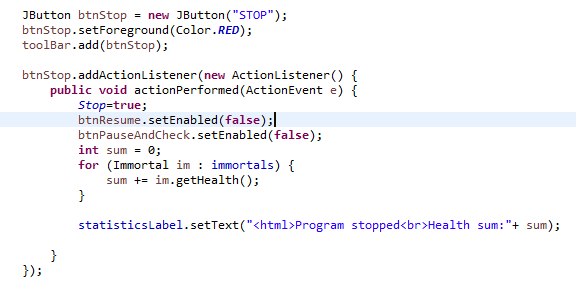 JButton btnStop = new JButton("STOP");
btnStop.setForeground(Color.RED);
toolBar.add(btnStop);

btnStop.addActionListener(new ActionListener() {
    public void actionPerformed(ActionEvent e) {
        Stop=true;
        btnResume.setEnabled(false);
        btnPauseAndCheck.setEnabled(false);
        int sum = 0;
        for (Immortal im : immortals) {
            sum += im.getHealth();
        }

        statisticsLabel.setText("<html>Program stopped<br>Health sum:"+ sum);

    }
});